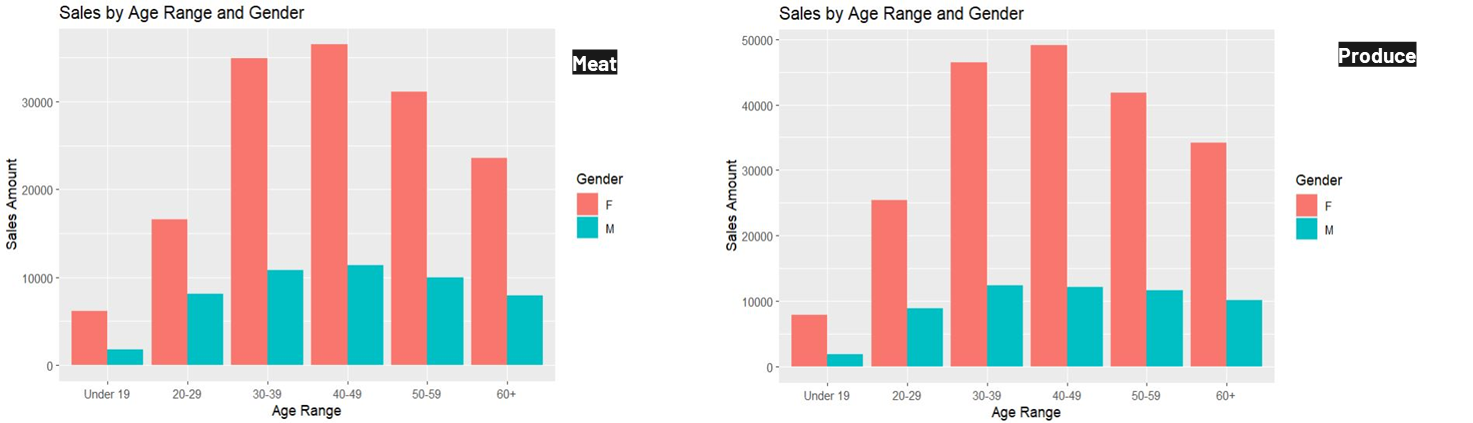 Sales by Age Range and Gender
Meat
30000
20000
10000
0
Sales Amount
Under 19 20-29 30-39 40-49 50-59 60+
Age Range
Gender
F
M
Sales by Age Range and Gender
Produce
50000
40000
30000
20000
10000
0
Sales Amount
Under 19 20-29 30-39 40-49 50-59 60+
Age Range
Gender
F
M